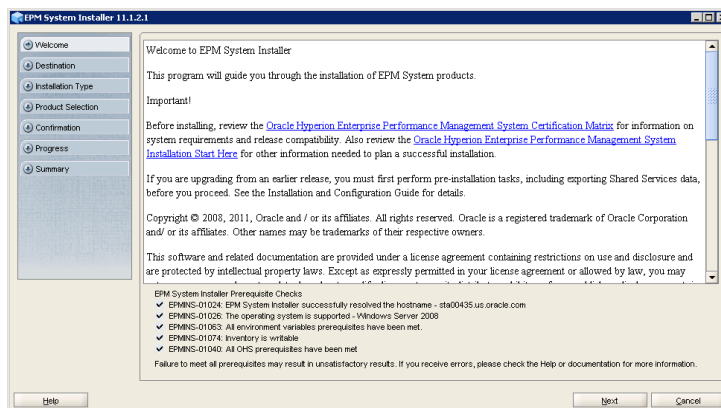 EPM System Installer 11.1.2.1
Welcome
Destination
Installation Type
Product Selection
Confirmation
Progress
Summary
Welcome to EPM System Installer
This program will guide you through the installation of EPM System products.
Important!
Before installing, review the Oracle Hyperion Enterprise Performance Management System Certification Matrix for information on
system requirements and release compatibility. Also review the Oracle Hyperion Enterprise Performance Management System
Installation Start Here for other information needed to plan a successful installation.
If you are upgrading from an earlier release, you must first perform pre-installation tasks, including exporting Shared Services data,
before you proceed. See the Installation and Configuration Guide for details.
Copyright © 2008, 2011, Oracle and / or its affiliates. All rights reserved. Oracle is a registered trademark of Oracle Corporation
and/ or its affiliates. Other names may be trademarks of their respective owners.
This software and related documentation are provided under a license agreement containing restrictions on use and disclosure and
are protected by intellectual property laws. Except as expressly permitted in your license agreement or allowed by law, you may
EPM System Installer Prerequisite Checks
EPMINS-01024: EPM System Installer successfully resolved the hostname - sta00435.us.oracle.com
EPMINS-01026: The operating system is supported - Windows Server 2008
EPMINS-01063: All environment variables prerequisites have been met.
EPMINS-01074: Inventory is writable
EPMINS-01040: All OHS prerequisites have been met
Failure to meet all prerequisites may result in unsatisfactory results. If you receive errors, please check the Help or documentation for more information.
Help
Next
Cancel